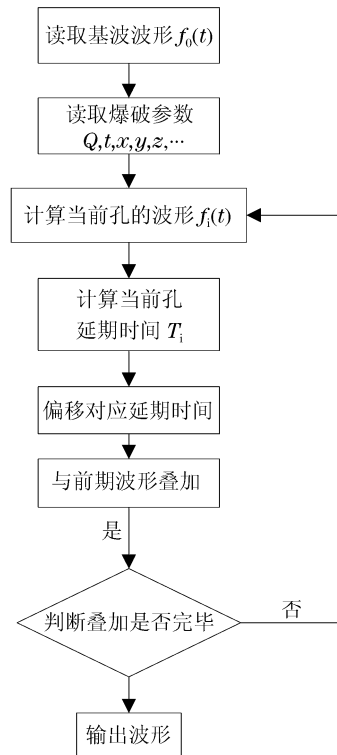 读取基波波形f₀(t)
读取爆破参数
Q,t,x,y,z,…
计算当前孔的波形fᵢ(t)
计算当前孔
延期时间 Tᵢ
偏移对应延期时间
与前期波形叠加
是
判断叠加是否完毕
否
输出波形